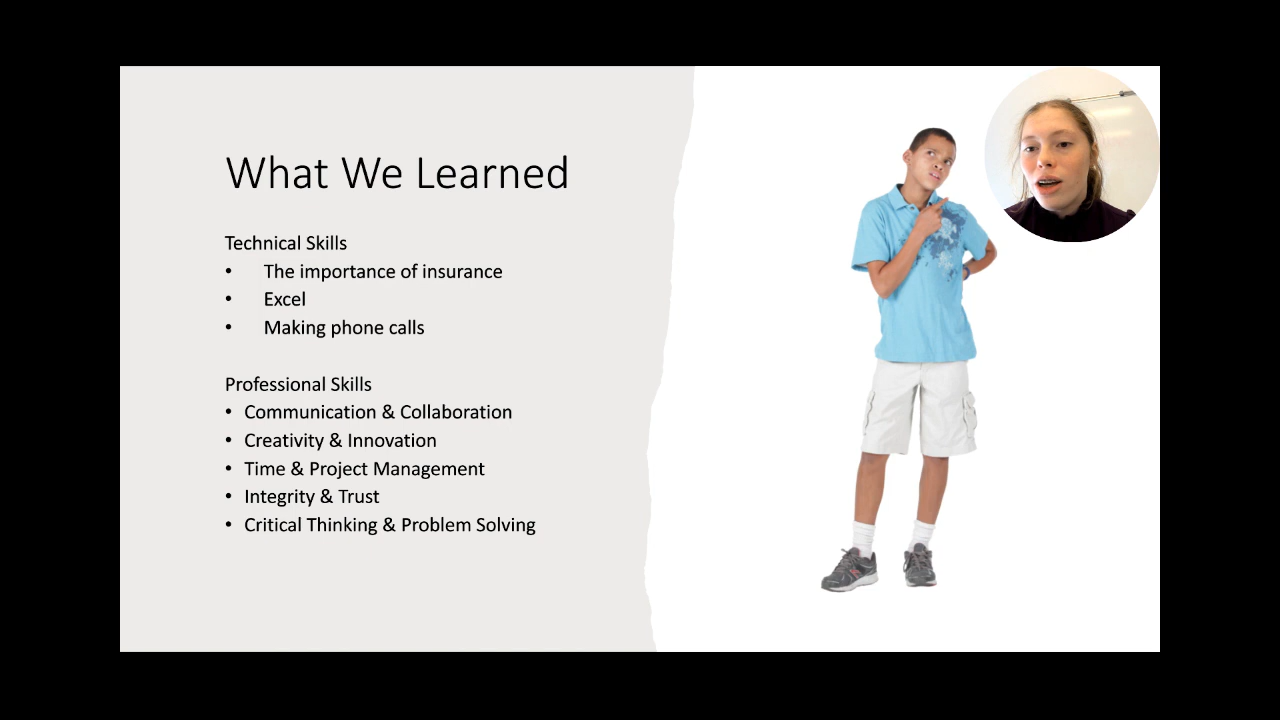 What We Learned
Technical Skills
• The importance of insurance
• Excel
• Making phone calls
Professional Skills
• Communication & Collaboration
• Creativity & Innovation
• Time & Project Management
• Integrity & Trust
• Critical Thinking & Problem Solving